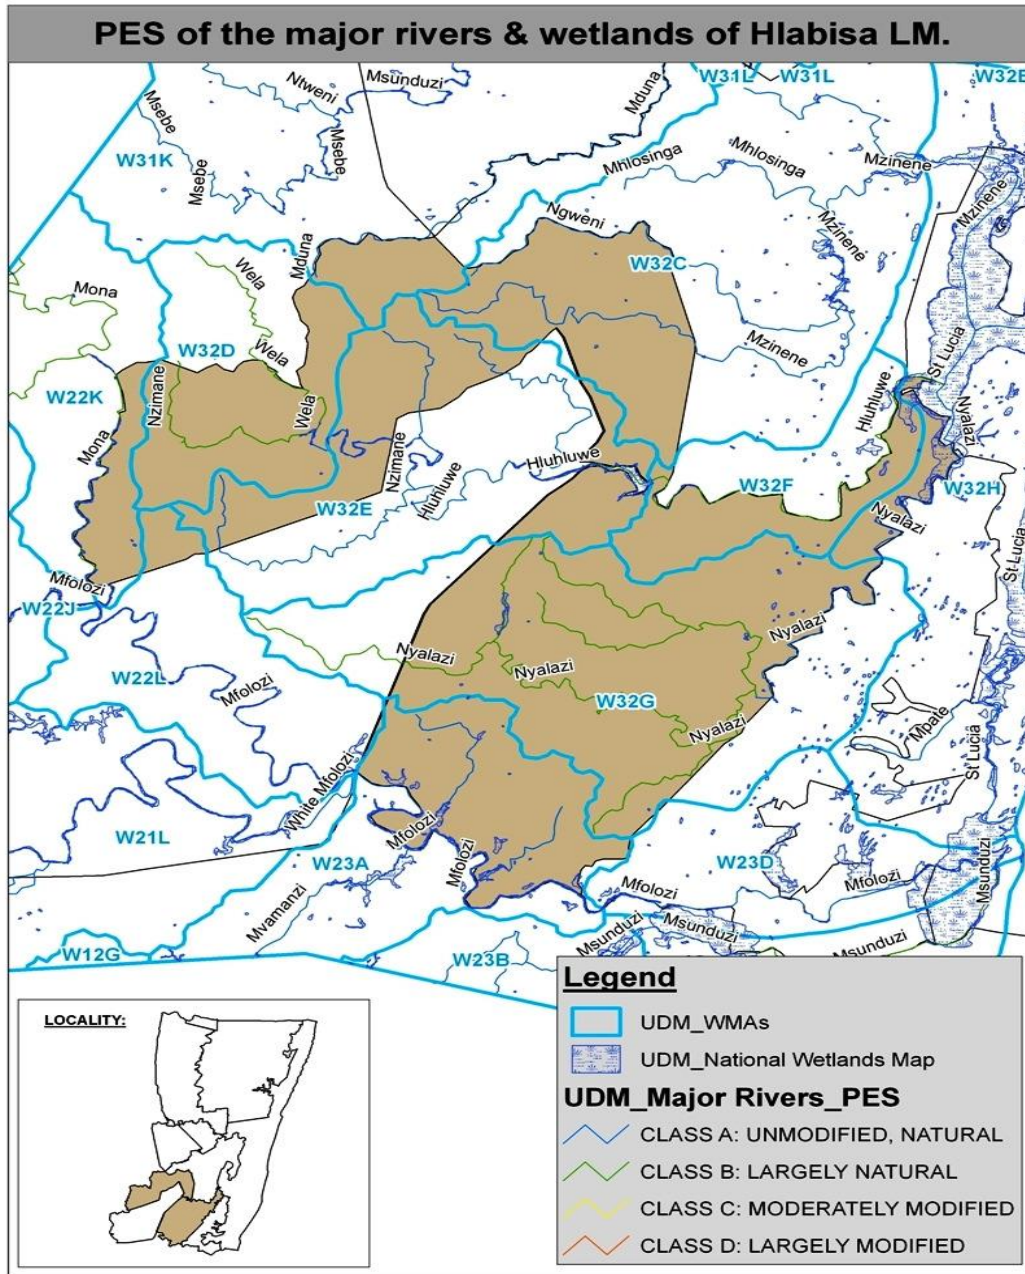 PES of the major rivers & wetlands of Hlabisa LM.
W31L
W31L
Ntweni
Msunduzi
Mduna
Msebe
Msebe
W31K
Msebe
Mhlosinga
Mhlosinga
Mzinene
Mzinene
Ngweni
Mduna
Wela
W32C
Mzinene
Mona
W32D
Wela
Mzinene
St Lucia
W22K
Nzimane
Wela
Hluhluwe
Nyalazi
Mona
Nzimane
Hluhluwe
Hluhluwe
W32F
W32H
W32E
Nyalazi
St Lucia
Mfolozi
W22J
Nyalazi
Nyalazi
Nyalazi
W22L
Mfolozi
W32G
Nyalazi
Mpate
St Lucia
White Mfolozi
W21L
Mfolozi
W23A
Mfolozi
W23D
Mfolozi
Mfolozi
Msunduzi
Mvamanzi
Msunduzi
Msunduzi
Msunduzi
W12G
W23B
LOCALITY:
Legend
UDM_WMAs
UDM_National Wetlands Map
UDM_Major Rivers_PES
CLASS A: UNMODIFIED, NATURAL
CLASS B: LARGELY NATURAL
CLASS C: MODERATELY MODIFIED
CLASS D: LARGELY MODIFIED